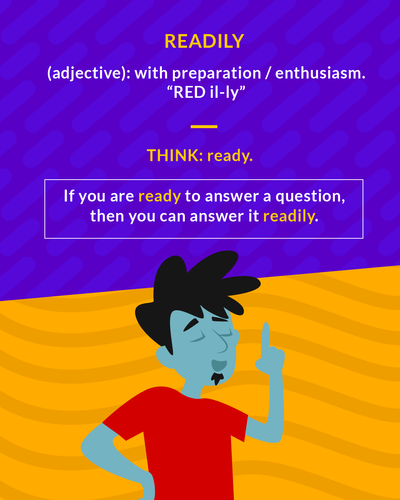 READILY
(adjective): with preparation / enthusiasm.
“RED il-ly”
THINK: ready.
If you are ready to answer a question,
then you can answer it readily.